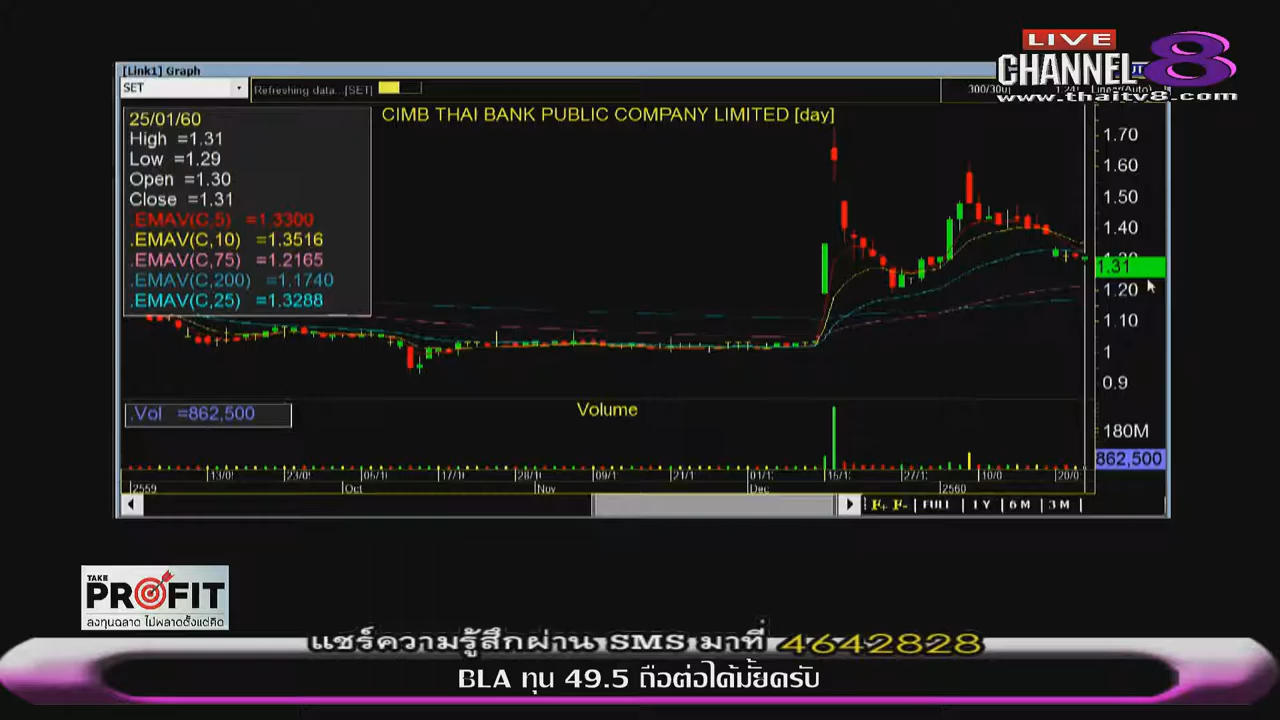 LIVE
CHANNEL 8
www.thaitv8.com
[Link1] Graph
SET
Refreshing data...[SET]
300/300
CIMB THAI BANK PUBLIC COMPANY LIMITED [day]
25/01/60
High =1.31
Low =1.29
Open =1.30
Close =1.31
.EMAV(C,5) =1.3300
.EMAV(C,10) =1.3516
.EMAV(C,75) =1.2165
.EMAV(C,200) =1.1740
.EMAV(C,25) =1.3288
1.70
1.60
1.50
1.40
1.31
1.20
1.10
1
0.9
.Vol =862,500
Volume
180M
862,500
2559
Oct
Nov
Dec
2560
F+ F- FULL 1 Y 6 M 3 M
TAKE
PROFIT
ลงทุนฉลาด ไม่พลาดตั้งแต่คิด
แชร์ความรู้สึกผ่าน SMS มาที่ 4642828
BLA ทุน 49.5 ถือต่อได้มั้ยครับ